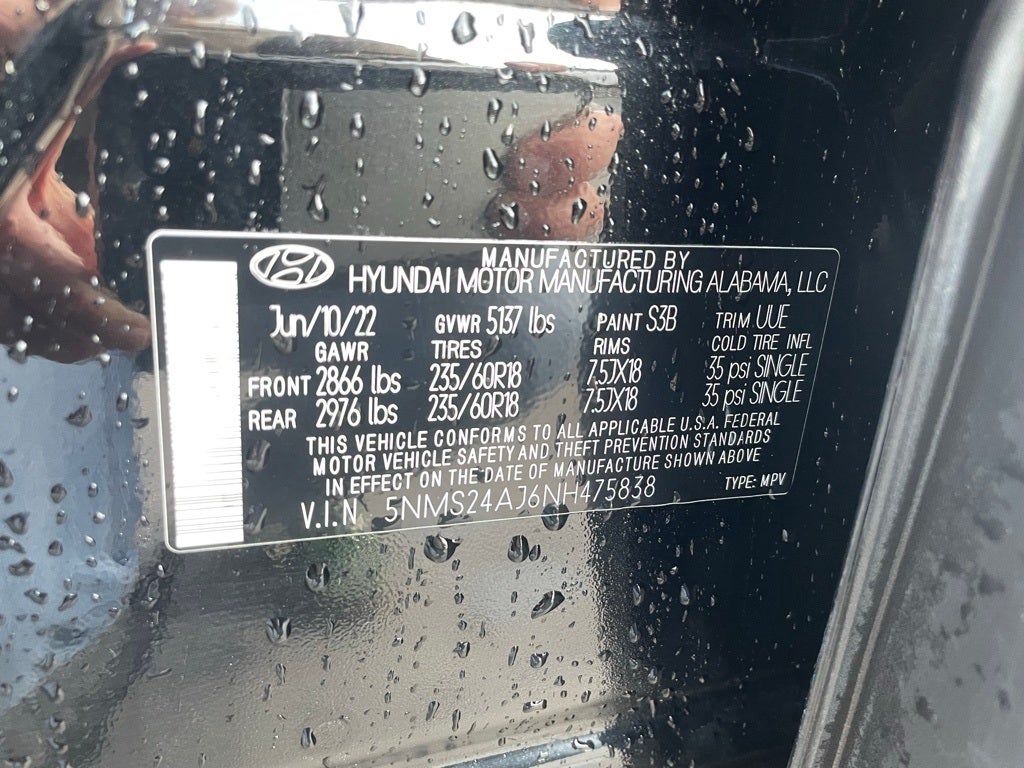 MANUFACTURED BY
HYUNDAI MOTOR MANUFACTURING ALABAMA, LLC
Jun/10/22 GVWR 5137 lbs PAINT S3B TRIM UUE
GAWR TIRES RIMS COLD TIRE INFL
FRONT 2866 lbs 235/60R18 7.5JX18 35 psi SINGLE
REAR 2976 lbs 235/60R18 7.5JX18 35 psi SINGLE
THIS VEHICLE CONFORMS TO ALL APPLICABLE U.S.A. FEDERAL
MOTOR VEHICLE SAFETY AND THEFT PREVENTION STANDARDS
IN EFFECT ON THE DATE OF MANUFACTURE SHOWN ABOVE
V.I.N 5NMS24AJ6NH475838 TYPE: MPV